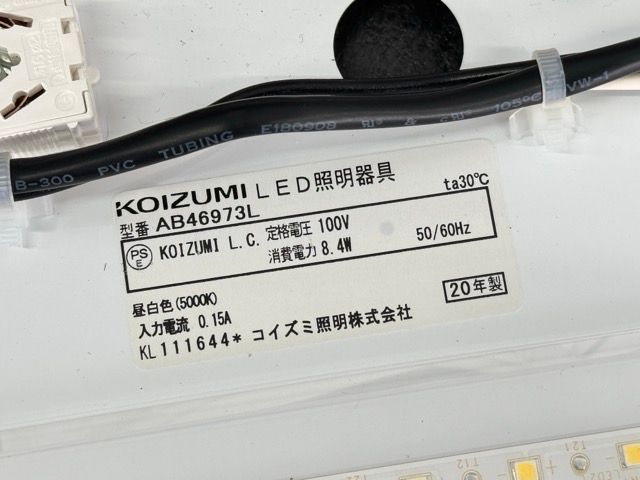 B-300 PVC TUBING E180909
105℃ VW-1
KOIZUMI LED照明器具
ta30℃
型番 AB46973L
PS E KOIZUMI L.C. 定格電圧 100V
消費電力 8.4W 50/60Hz
昼白色(5000K)
20年製
入力電流 0.15A
KL111644* コイズミ照明株式会社
T12
T21